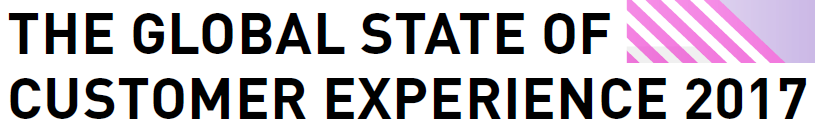 THE GLOBAL STATE OF
CUSTOMER EXPERIENCE 2017